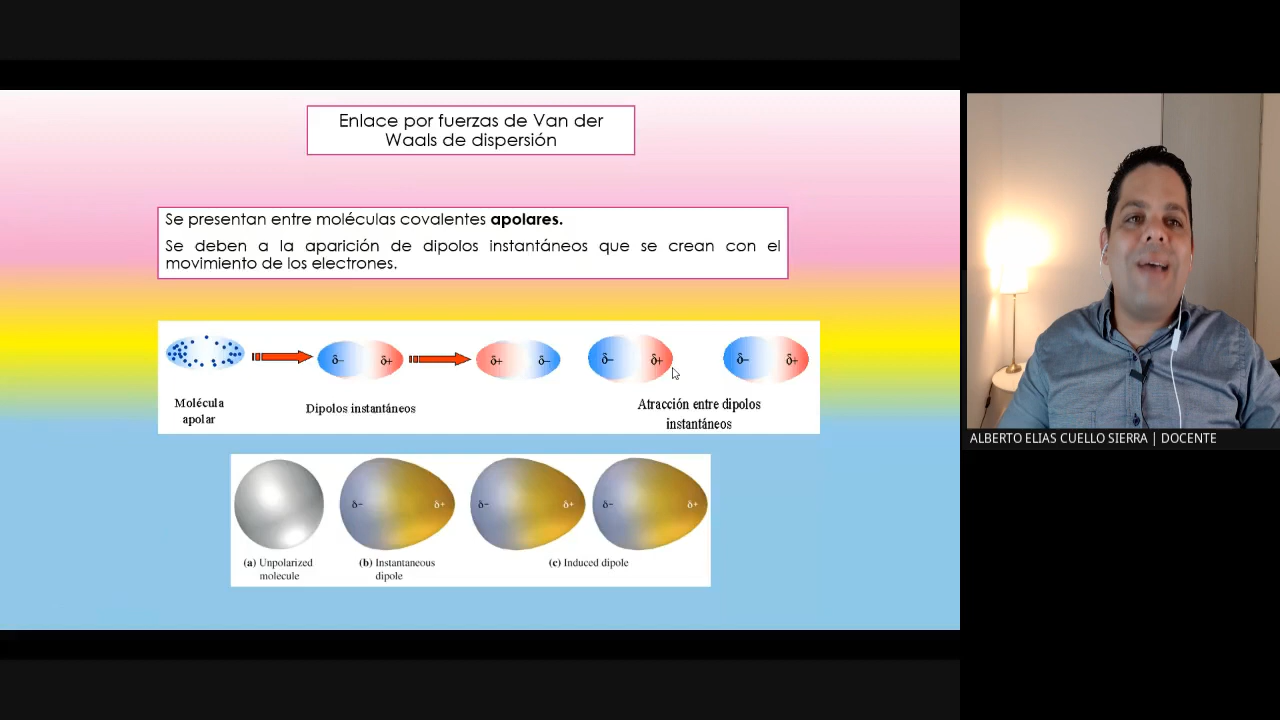 Enlace por fuerzas de Van der
Waals de dispersión
Se presentan entre moléculas covalentes apolares.
Se deben a la aparición de dipolos instantáneos que se crean con el
movimiento de los electrones.
δ− δ+ δ+ δ− δ− δ+ δ− δ+
Molécula
apolar
Dipolos instantáneos
Atracción entre dipolos
instantáneos
δ− δ+ δ− δ+ δ− δ+
(a) Unpolarized
molecule
(b) Instantaneous
dipole
(c) Induced dipole
ALBERTO ELIAS CUELLO SIERRA | DOCENTE